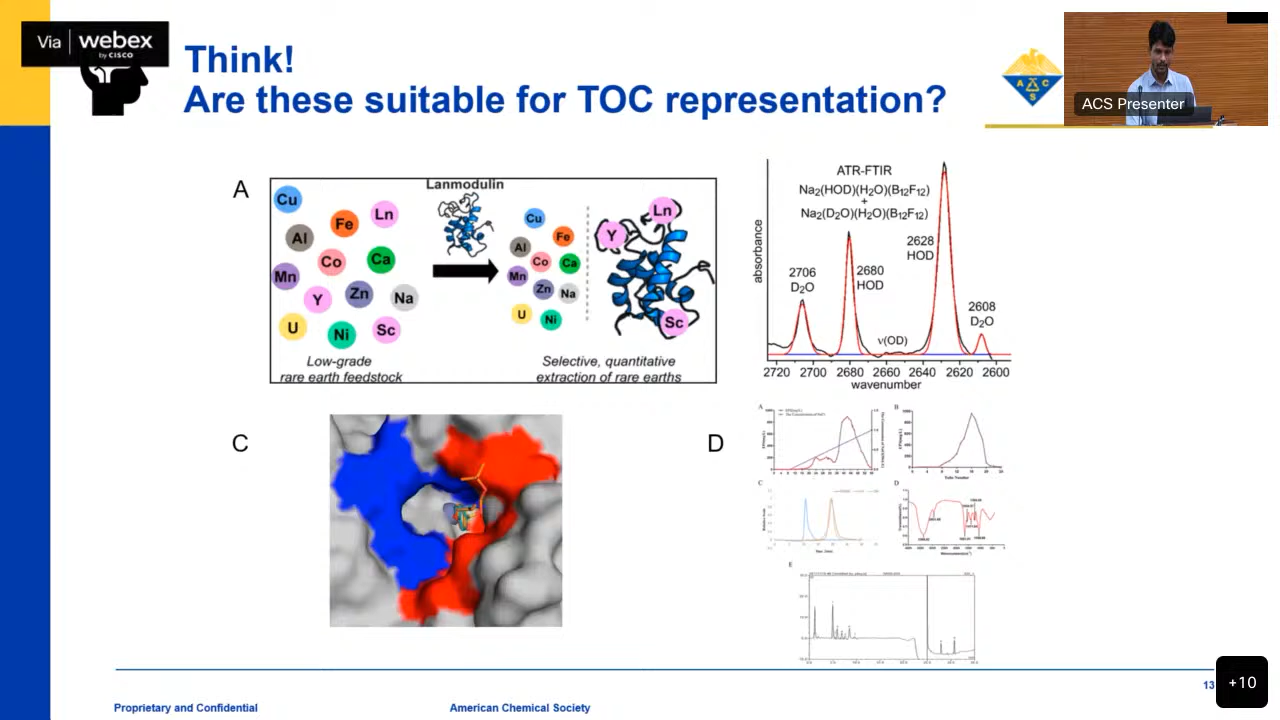 Via webex
by CISCO
Think!
Are these suitable for TOC representation?
A C S
ACS Presenter
A
Lanmodulin
Cu
Fe
Ln
Al
Co
Ca
Mn
Y
Zn
Na
U
Ni
Sc
Cu
Fe
Al
Co
Ca
Mn
Zn
Na
U
Ni
Ln
Y
Sc
Low-grade
rare earth feedstock
Selective, quantitative
extraction of rare earths
ATR-FTIR
Na2(HOD)(H2O)(B12F12)
+
Na2(D2O)(H2O)(B12F12)
absorbance
2706
D2O
2680
HOD
2628
HOD
2608
D2O
ν(OD)
2720 2700 2680 2660 2640 2620 2600
wavenumber
C
D
A
B
C
D
E
13
+10
Proprietary and Confidential
American Chemical Society